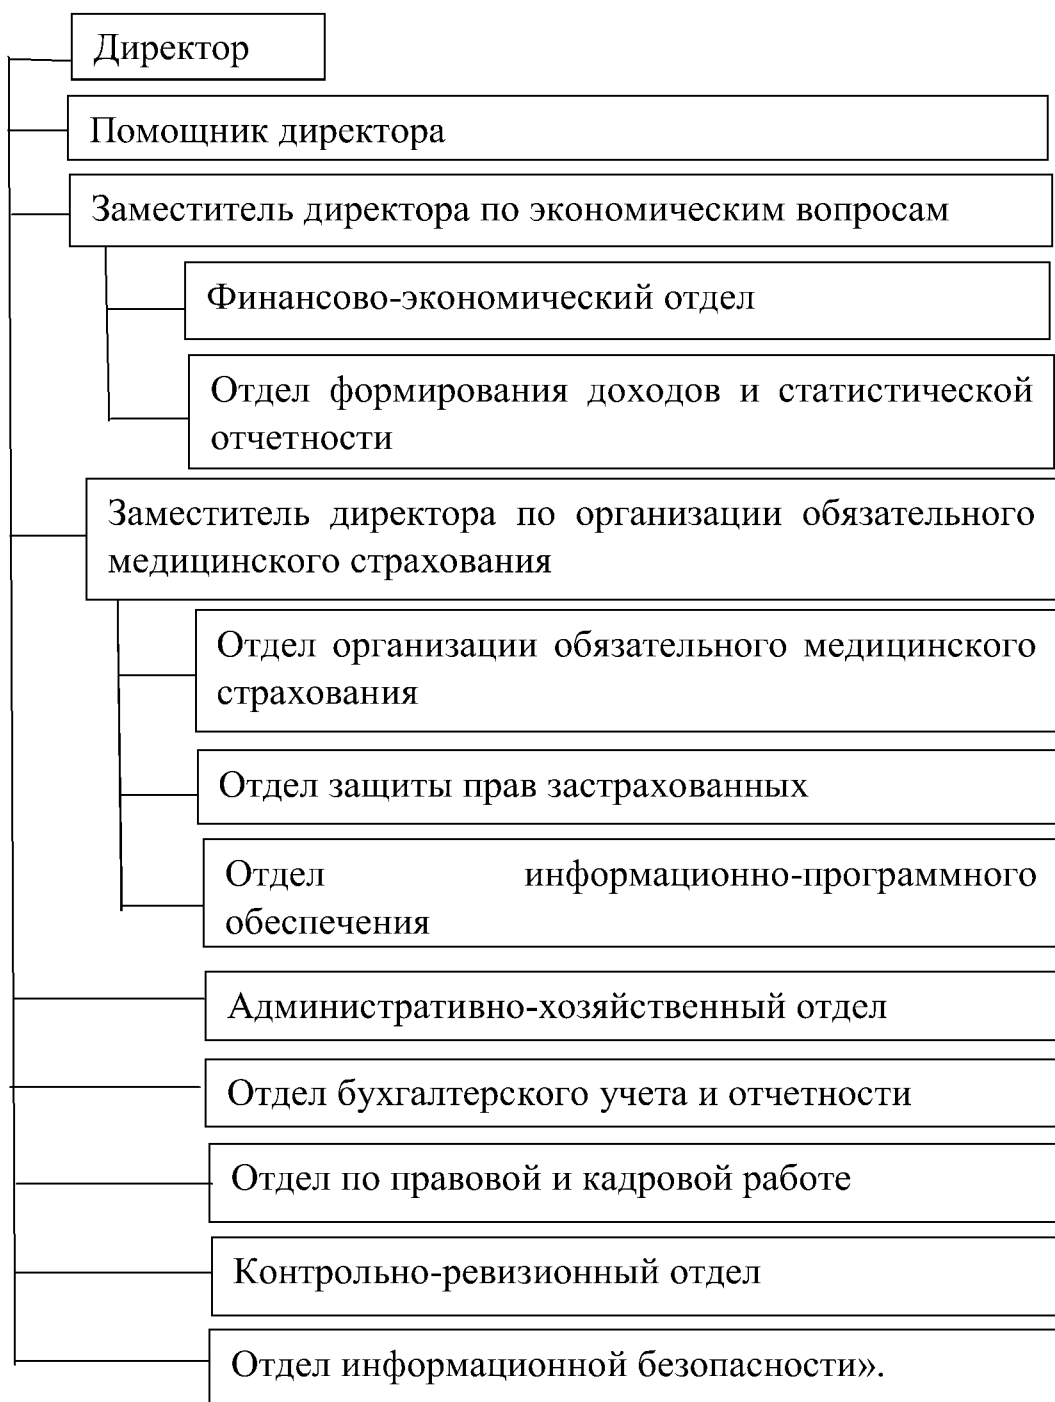 Директор
Помощник директора
Заместитель директора по экономическим вопросам
Финансово-экономический отдел
Отдел формирования доходов и статистической
отчетности
Заместитель директора по организации обязательного
медицинского страхования
Отдел организации обязательного медицинского
страхования
Отдел защиты прав застрахованных
Отдел информационно-программного
обеспечения
Административно-хозяйственный отдел
Отдел бухгалтерского учета и отчетности
Отдел по правовой и кадровой работе
Контрольно-ревизионный отдел
Отдел информационной безопасности».